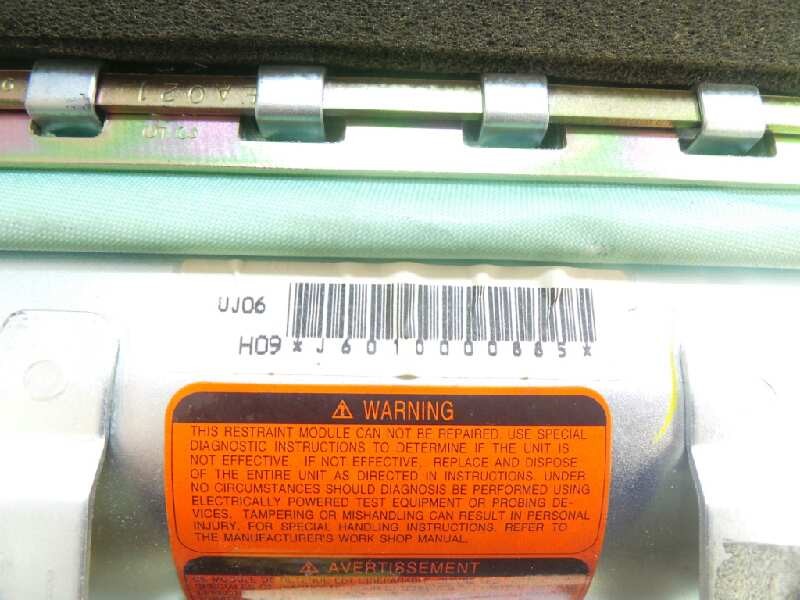 EA021
UJ06
H09 *J60100000885*
WARNING
THIS RESTRAINT MODULE CAN NOT BE REPAIRED. USE SPECIAL
DIAGNOSTIC INSTRUCTIONS TO DETERMINE IF THE UNIT IS
NOT EFFECTIVE. IF NOT EFFECTIVE, REPLACE AND DISPOSE
OF THE ENTIRE UNIT AS DIRECTED IN INSTRUCTIONS. UNDER
NO CIRCUMSTANCES SHOULD DIAGNOSIS BE PERFORMED USING
ELECTRICALLY POWERED TEST EQUIPMENT OR PROBING DE-
VICES. TAMPERING OR MISHANDLING CAN RESULT IN PERSONAL
INJURY. FOR SPECIAL HANDLING INSTRUCTIONS, REFER TO
THE MANUFACTURER'S WORK SHOP MANUAL.
AVERTISSEMENT